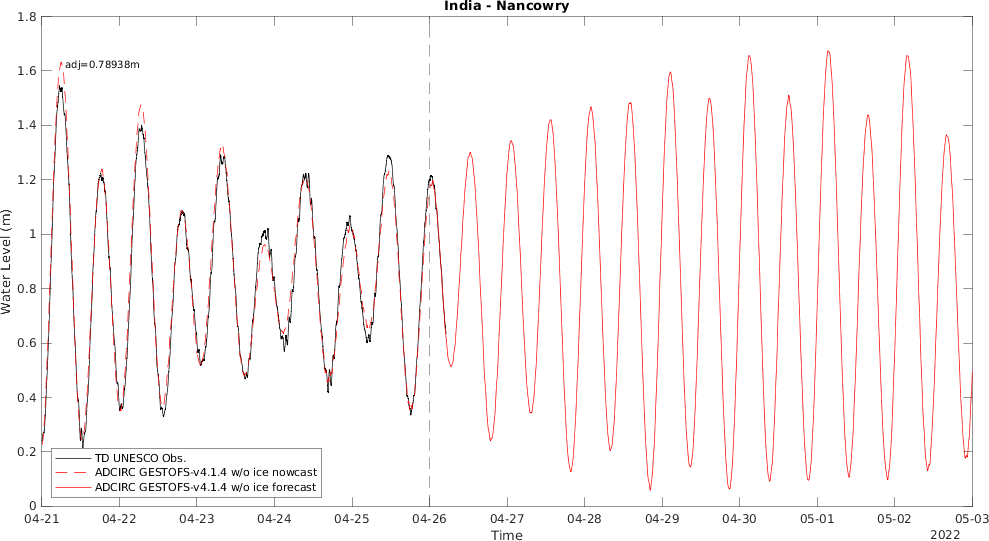 India - Nancowry
1.8
1.6
1.4
1.2
1
0.8
0.6
0.4
0.2
0
Water Level (m)
adj=0.78938m
TD UNESCO Obs.
ADCIRC GESTOFS-v4.1.4 w/o ice nowcast
ADCIRC GESTOFS-v4.1.4 w/o ice forecast
04-21 04-22 04-23 04-24 04-25 04-26 04-27 04-28 04-29 04-30 05-01 05-02 05-03
Time
2022